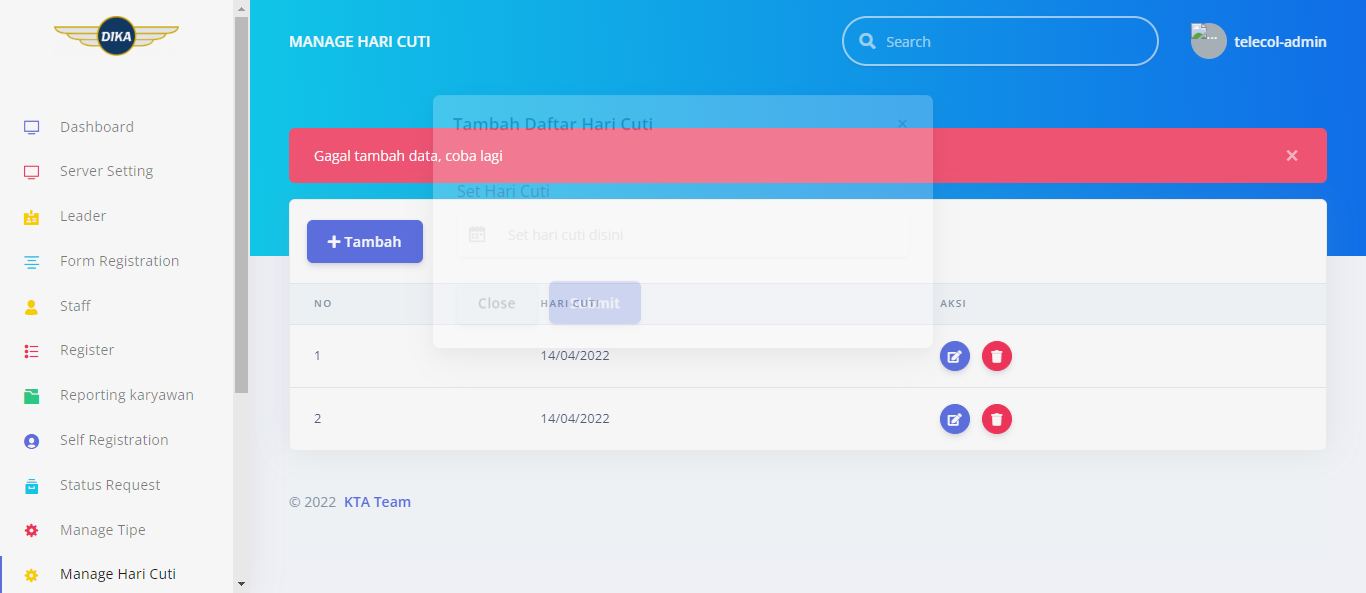 DIKA
MANAGE HARI CUTI
Search
telecol-admin
Dashboard
Server Setting
Leader
Form Registration
Staff
Register
Reporting karyawan
Self Registration
Status Request
Manage Tipe
Manage Hari Cuti
Tambah Daftar Hari Cuti ×
Gagal tambah data, coba lagi ×
Set Hari Cuti
Set hari cuti disini
Close Submit
+ Tambah
NO HARI CUTI AKSI
1 14/04/2022
2 14/04/2022
© 2022 KTA Team